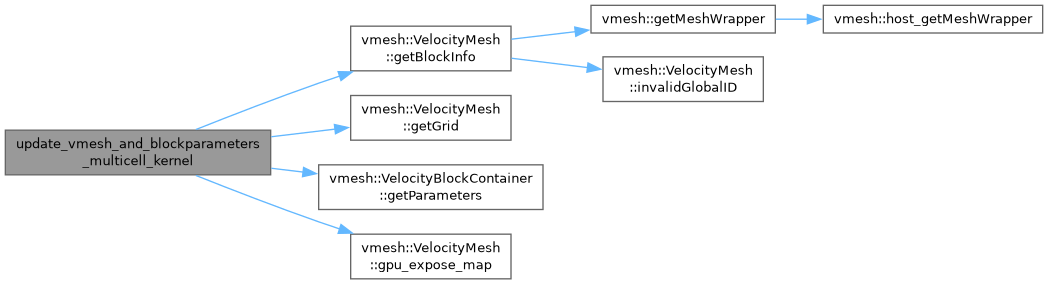 update_vmesh_and_blockparameters
_multicell_kernel
vmesh::VelocityMesh
::getBlockInfo
vmesh::getMeshWrapper
vmesh::host_getMeshWrapper
vmesh::VelocityMesh
::invalidGlobalID
vmesh::VelocityMesh
::getGrid
vmesh::VelocityBlockContainer
::getParameters
vmesh::VelocityMesh
::gpu_expose_map